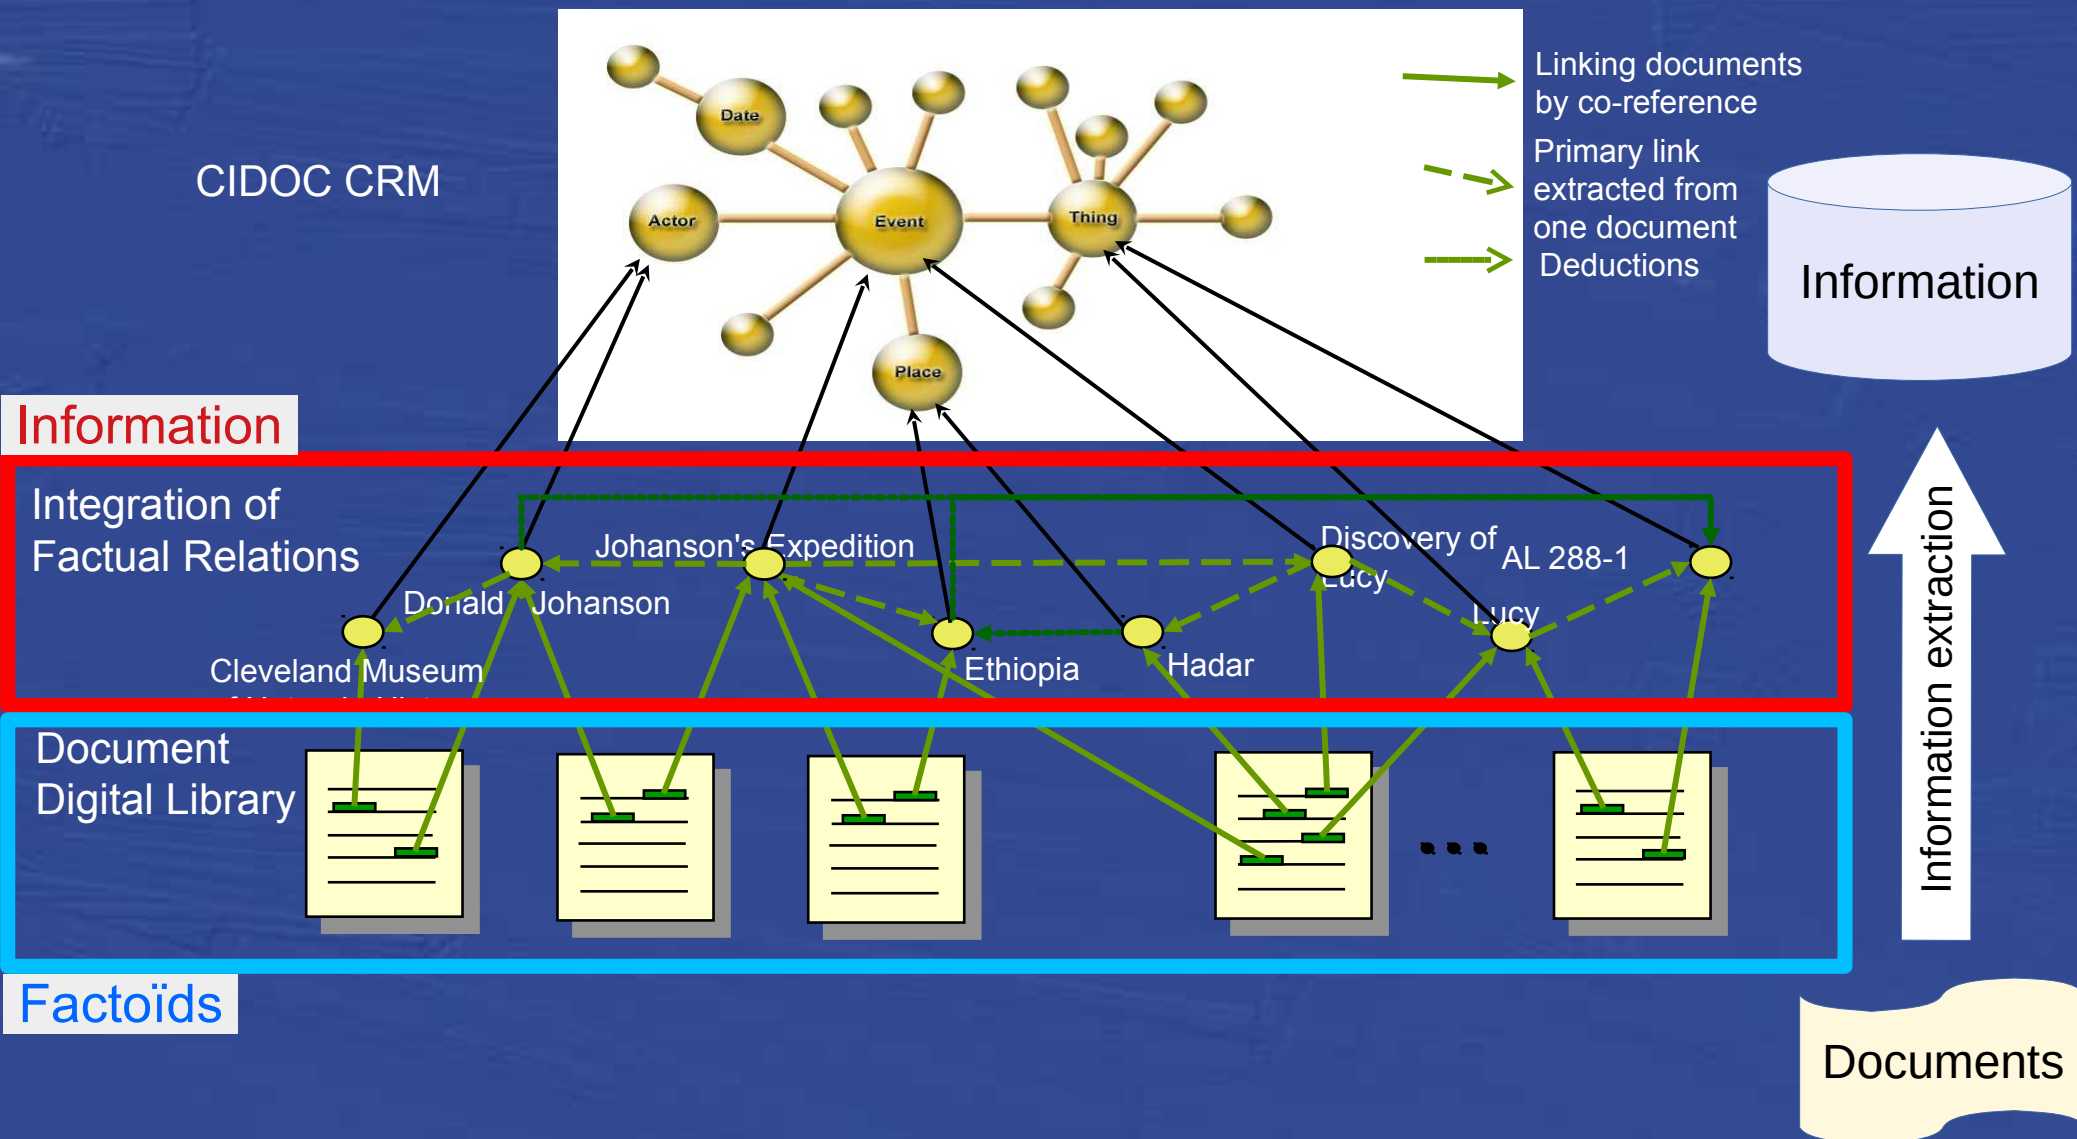 Linking documents
by co-reference
Primary link
extracted from
one document
Deductions
CIDOC CRM
Date
Actor
Event
Thing
Place
Information
Information
Integration of
Factual Relations
Johanson's Expedition
Discovery of
Lucy
AL 288-1
Donald Johanson
Lucy
Cleveland Museum
Ethiopia
Hadar
Information extraction
Document
Digital Library
Factoïds
Documents